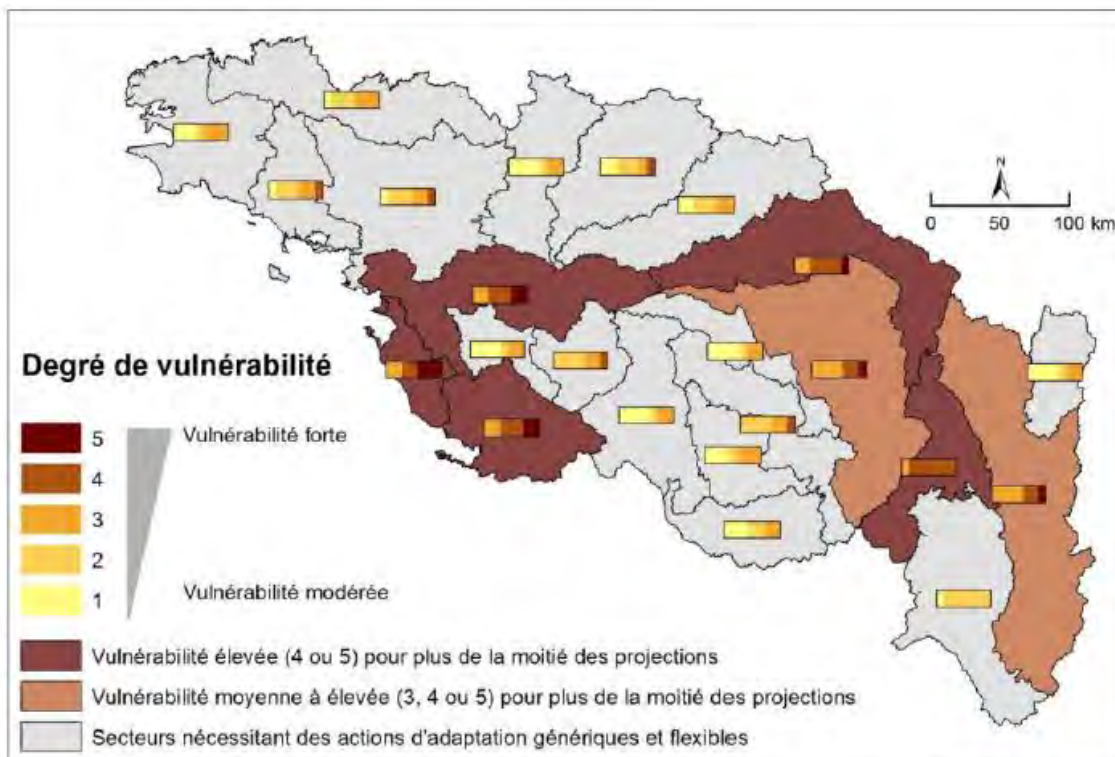 N
0 50 100 km
Degré de vulnérabilité
5
Vulnérabilité forte
4
3
2
1
Vulnérabilité modérée
Vulnérabilité élevée (4 ou 5) pour plus de la moitié des projections
Vulnérabilité moyenne à élevée (3, 4 ou 5) pour plus de la moitié des projections
Secteurs nécessitant des actions d'adaptation génériques et flexibles